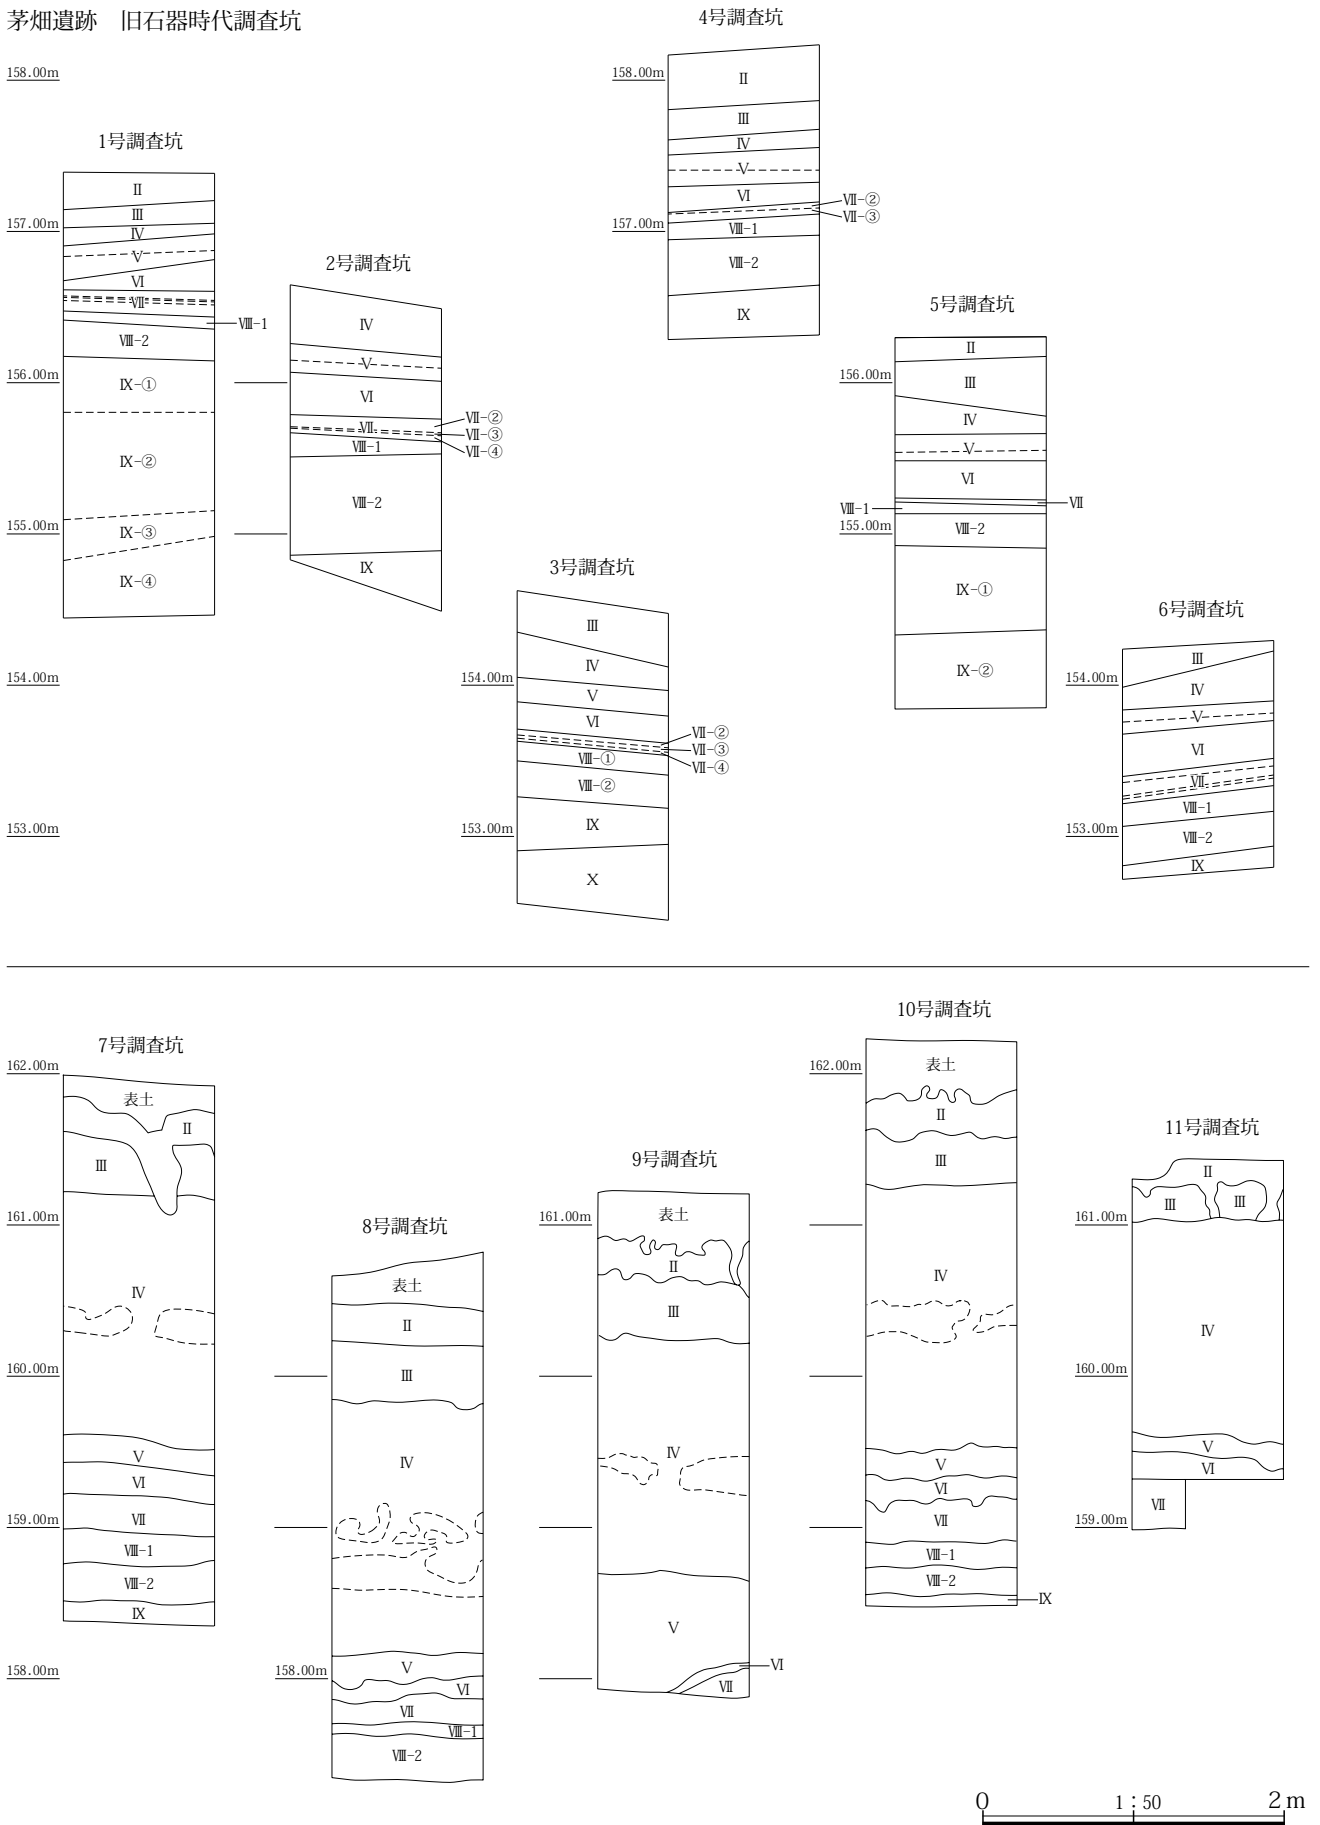 茅畑遺跡　旧石器時代調査坑
158.00m
157.00m
156.00m
155.00m
154.00m
153.00m
1号調査坑
Ⅱ
Ⅲ
Ⅳ
Ⅴ
Ⅵ
Ⅶ
Ⅷ-1
Ⅷ-2
Ⅸ-①
Ⅸ-②
Ⅸ-③
Ⅸ-④
2号調査坑
Ⅳ
Ⅴ
Ⅵ
Ⅶ
Ⅶ-②
Ⅶ-③
Ⅶ-④
Ⅷ-1
Ⅷ-2
Ⅸ
3号調査坑
154.00m
153.00m
Ⅲ
Ⅳ
Ⅴ
Ⅵ
Ⅶ-②
Ⅶ-③
Ⅶ-④
Ⅷ-①
Ⅷ-②
Ⅸ
Ⅹ
4号調査坑
158.00m
157.00m
Ⅱ
Ⅲ
Ⅳ
Ⅴ
Ⅵ
Ⅶ-②
Ⅶ-③
Ⅷ-1
Ⅷ-2
Ⅸ
5号調査坑
156.00m
155.00m
Ⅱ
Ⅲ
Ⅳ
Ⅴ
Ⅵ
Ⅶ
Ⅷ-1
Ⅷ-2
Ⅸ-①
Ⅸ-②
6号調査坑
154.00m
153.00m
Ⅲ
Ⅳ
Ⅴ
Ⅵ
Ⅶ
Ⅷ-1
Ⅷ-2
Ⅸ
7号調査坑
162.00m
161.00m
160.00m
159.00m
158.00m
表土
Ⅱ
Ⅲ
Ⅳ
Ⅴ
Ⅵ
Ⅶ
Ⅷ-1
Ⅷ-2
Ⅸ
8号調査坑
158.00m
表土
Ⅱ
Ⅲ
Ⅳ
Ⅴ
Ⅵ
Ⅶ
Ⅷ-1
Ⅷ-2
9号調査坑
161.00m
表土
Ⅱ
Ⅲ
Ⅳ
Ⅴ
Ⅵ
Ⅶ
10号調査坑
162.00m
表土
Ⅱ
Ⅲ
Ⅳ
Ⅴ
Ⅵ
Ⅶ
Ⅷ-1
Ⅷ-2
Ⅸ
11号調査坑
161.00m
160.00m
159.00m
Ⅱ
Ⅲ
Ⅲ
Ⅳ
Ⅴ
Ⅵ
Ⅶ
0 1：50 2m